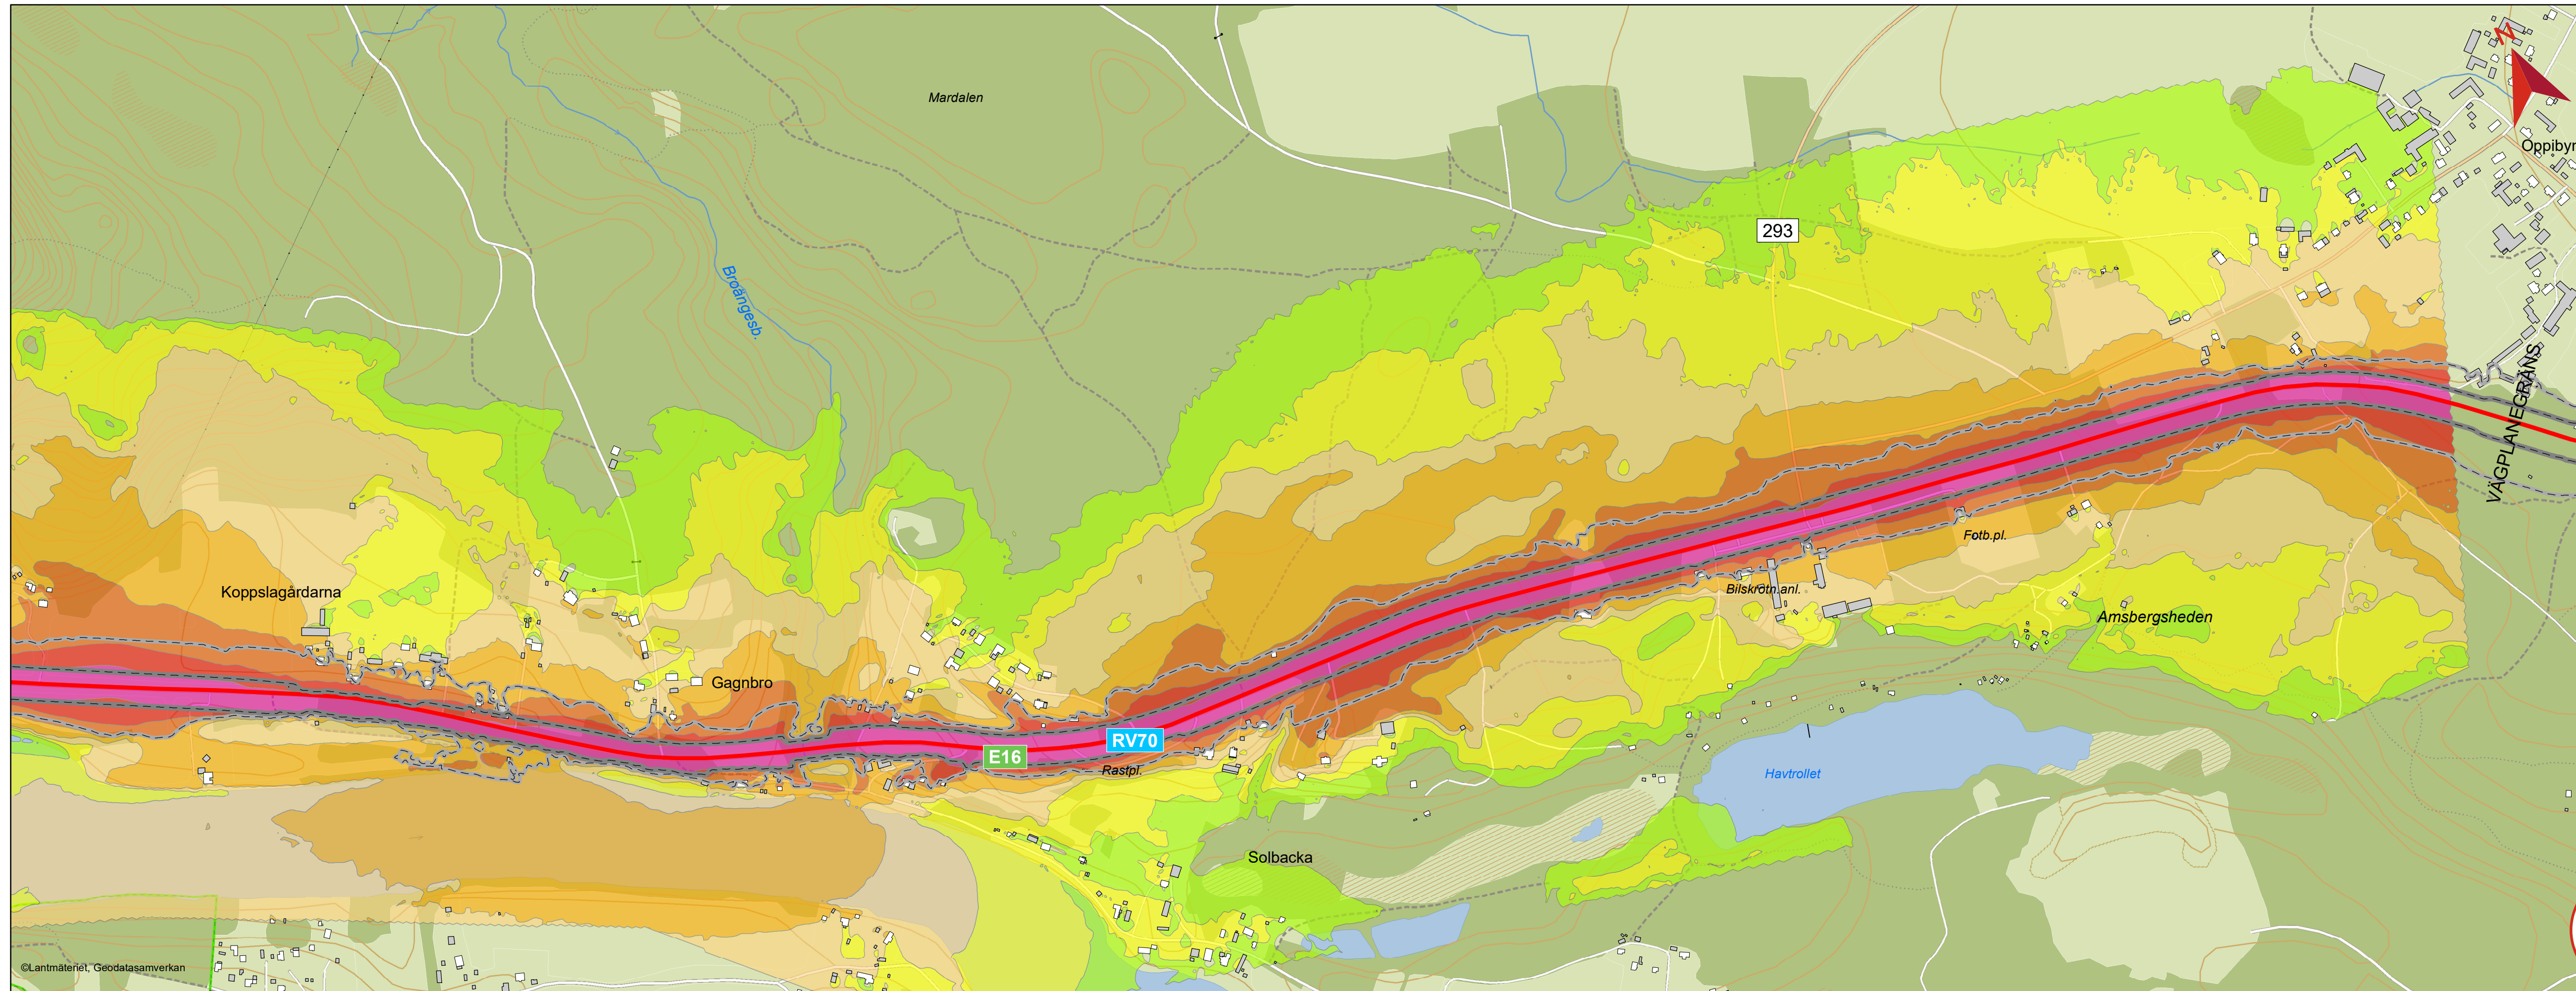 N
Mardalen
Oppibyn
293
Broängesb.
VÄGPLANEGRÄNS
Fotb.pl.
Koppslagårdarna
Bilskrotn.anl.
Amsbergsheden
Gagnbro
RV70
E16
Rastpl.
Havtrollet
Solbacka
©Lantmäteriet, Geodatasamverkan